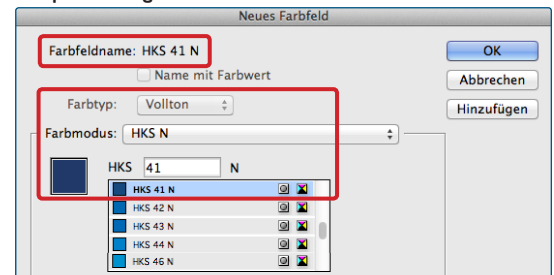 Neues Farbfeld
Farbfeldname: HKS 41 N
OK
Name mit Farbwert
Abbrechen
Farbtyp: Vollton
Hinzufügen
Farbmodus: HKS N
HKS 41 N
HKS 41 N
HKS 42 N
HKS 43 N
HKS 44 N
HKS 46 N